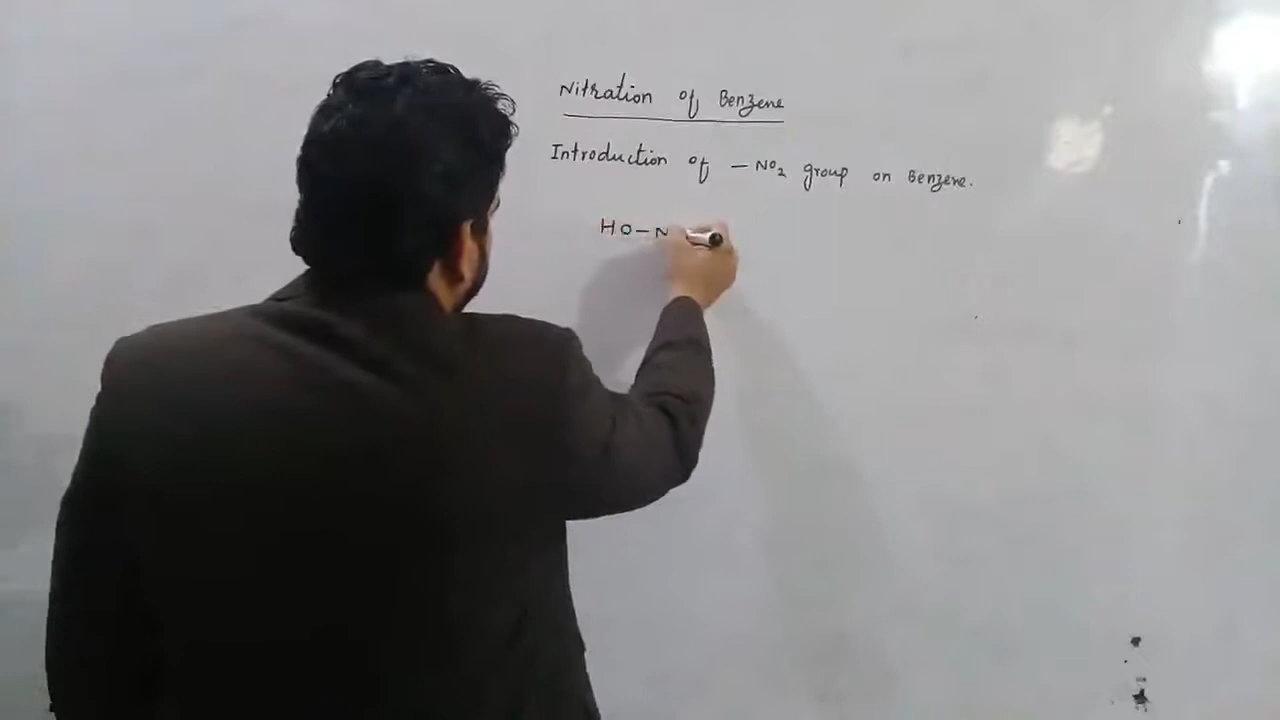 Nitration of Benzene
Introduction of – NO₂ group on Benzene.
HO–N